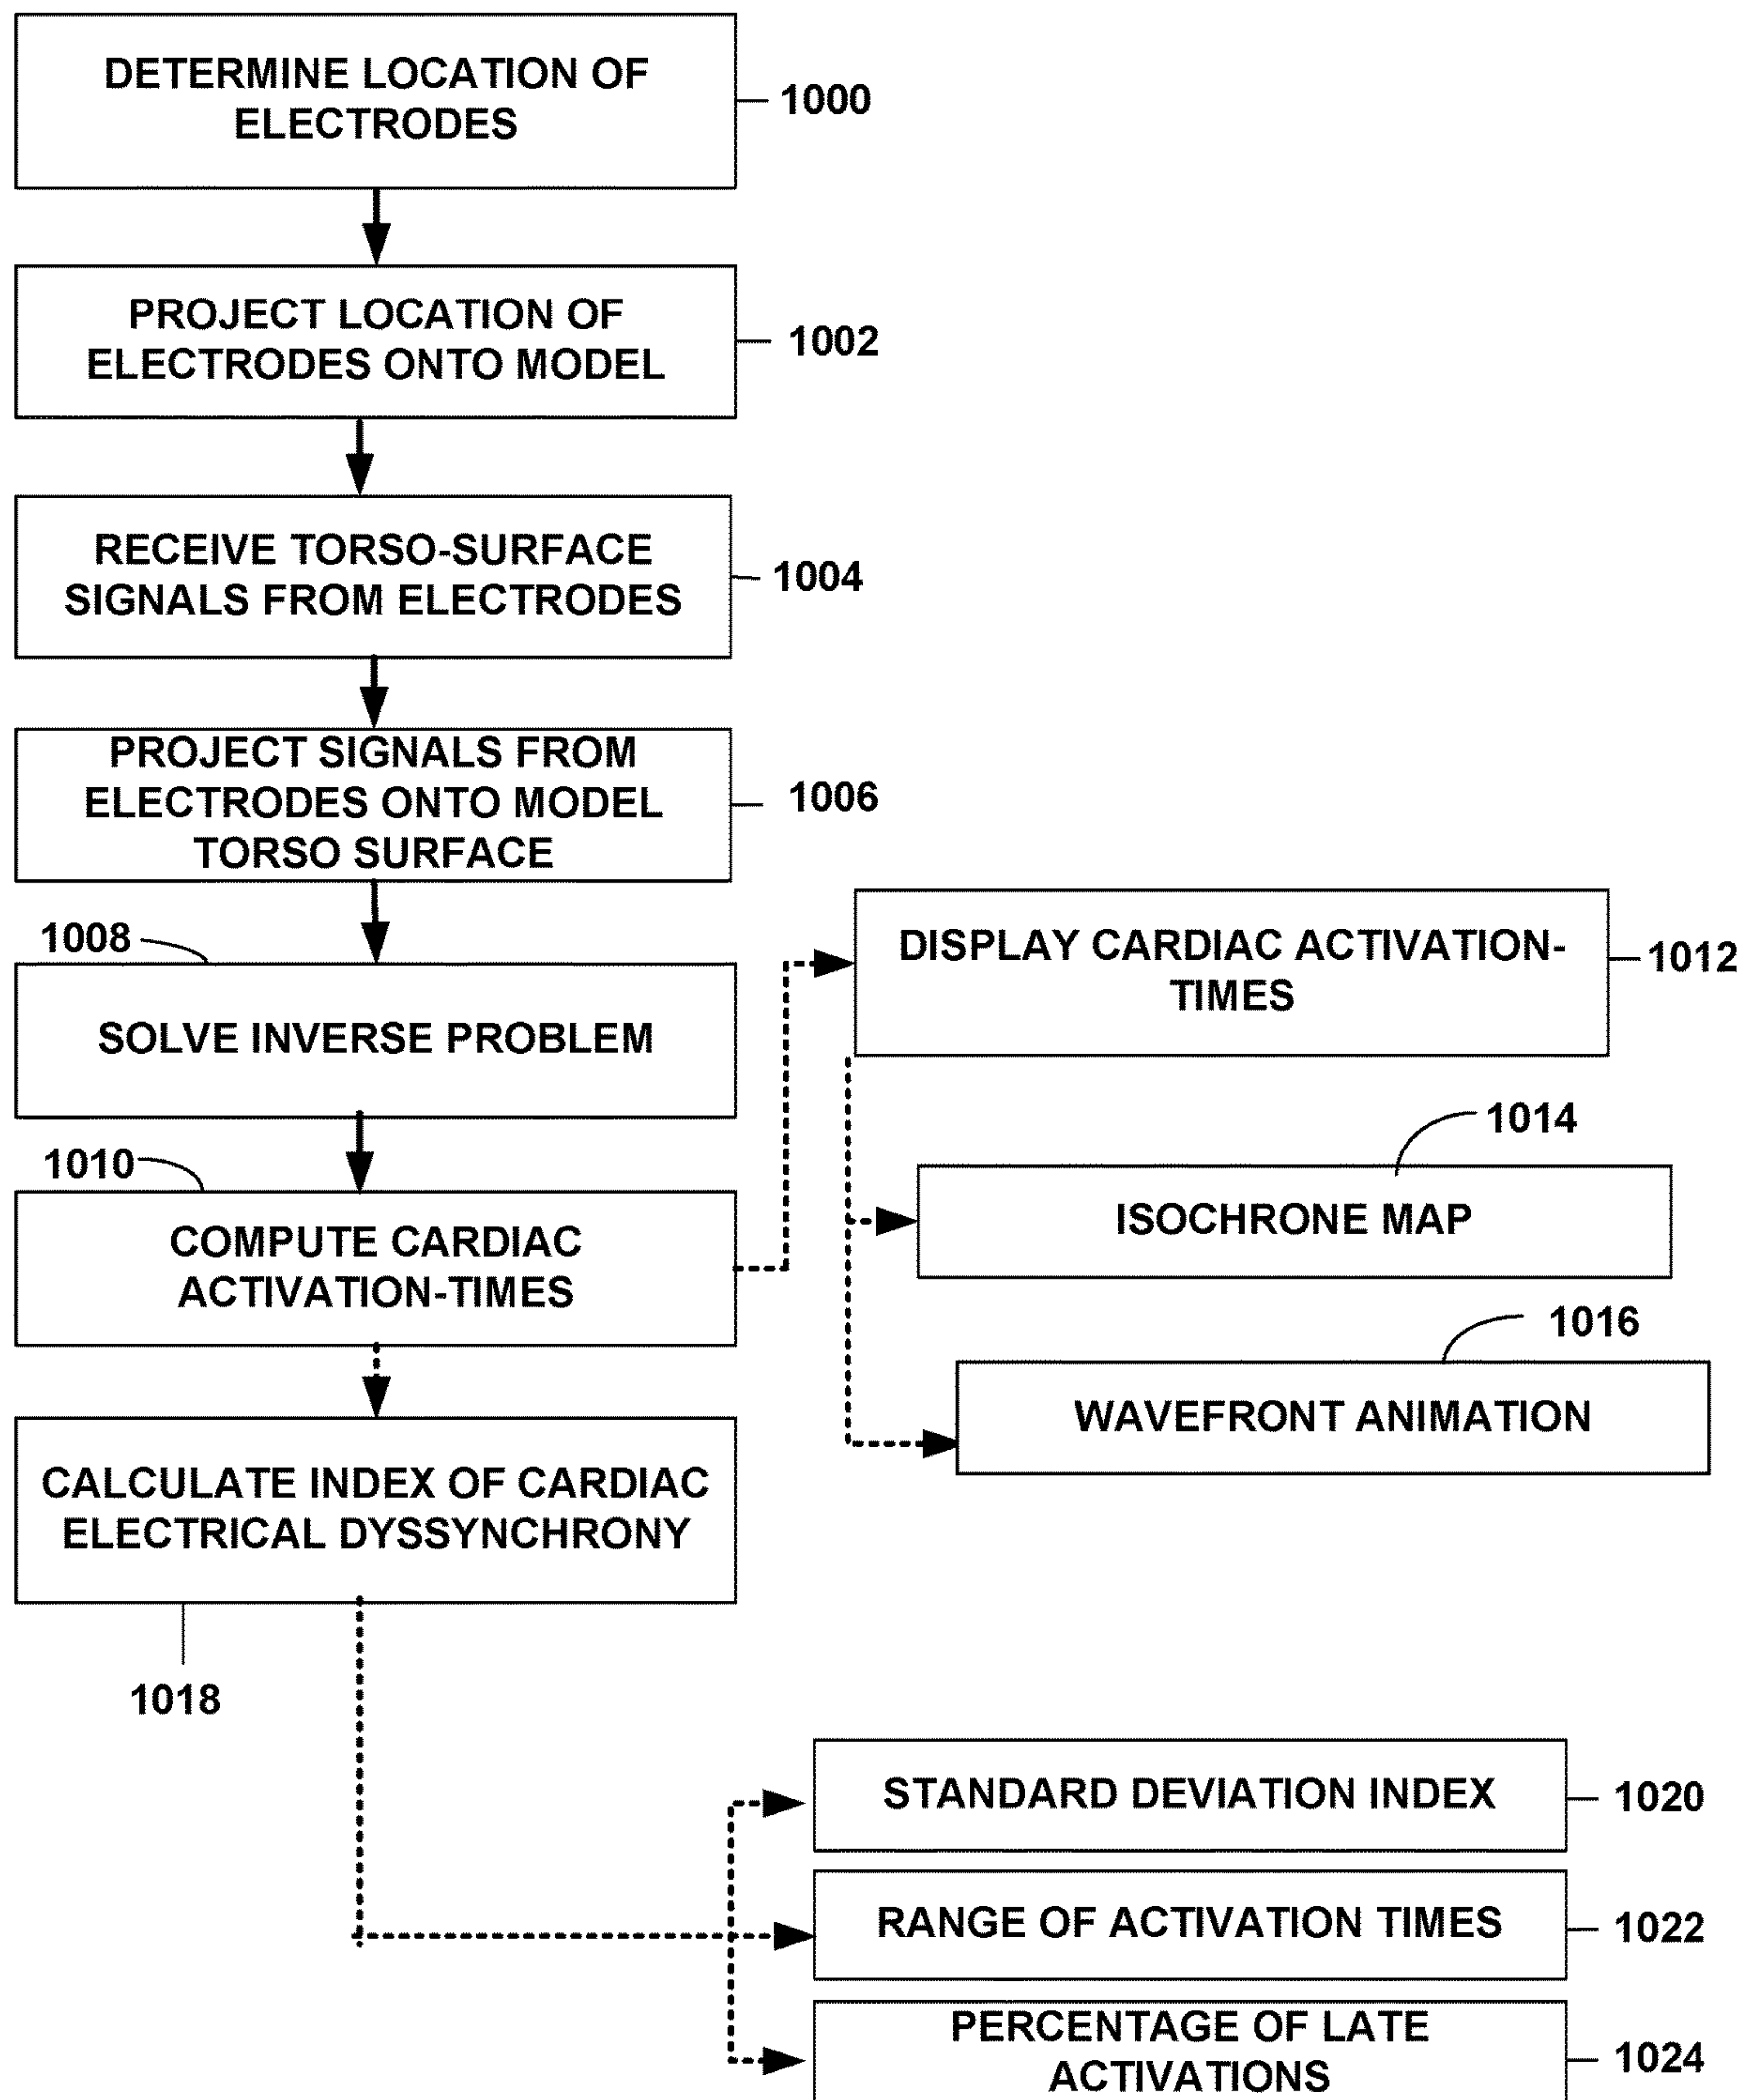 DETERMINE LOCATION OF
ELECTRODES
1000
PROJECT LOCATION OF
ELECTRODES ONTO MODEL
1002
RECEIVE TORSO-SURFACE
SIGNALS FROM ELECTRODES
1004
PROJECT SIGNALS FROM
ELECTRODES ONTO MODEL
TORSO SURFACE
1006
1008
SOLVE INVERSE PROBLEM
1010
COMPUTE CARDIAC
ACTIVATION-TIMES
DISPLAY CARDIAC ACTIVATION-
TIMES
1012
1014
ISOCHRONE MAP
1016
WAVEFRONT ANIMATION
CALCULATE INDEX OF CARDIAC
ELECTRICAL DYSSYNCHRONY
1018
STANDARD DEVIATION INDEX
1020
RANGE OF ACTIVATION TIMES
1022
PERCENTAGE OF LATE
ACTIVATIONS
1024